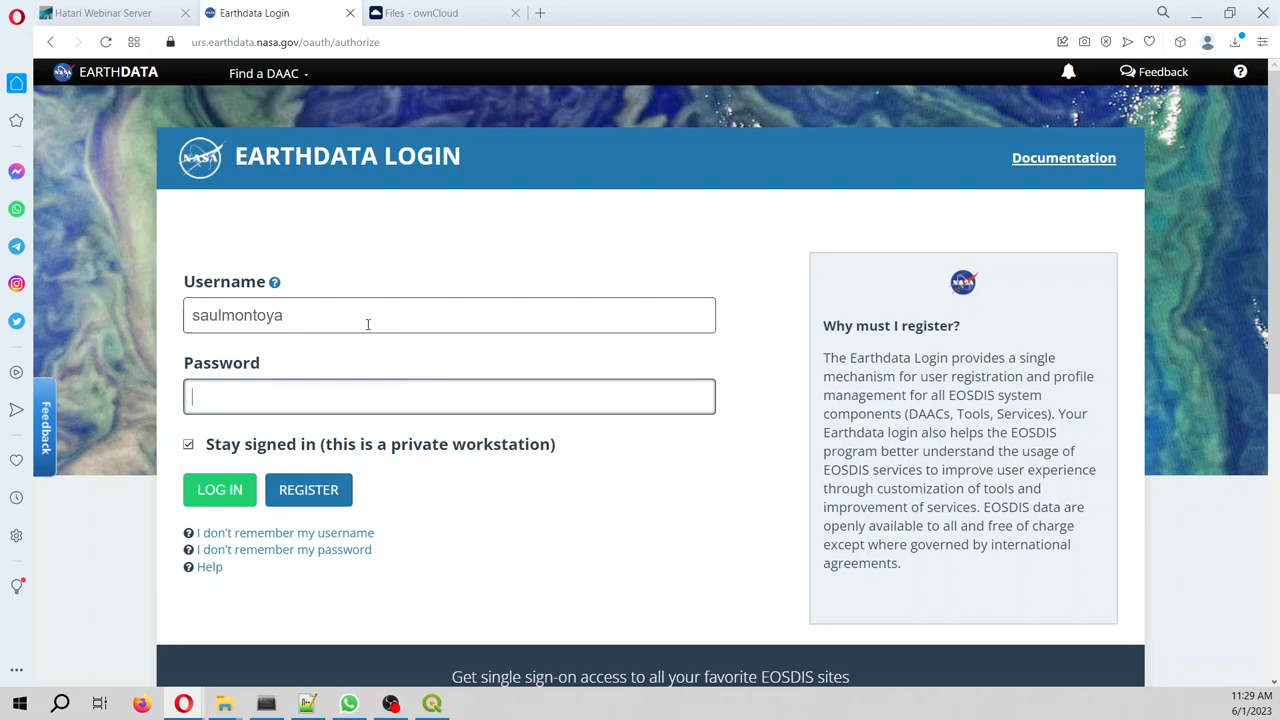 Hatari Webinar Server
Earthdata Login
Files - ownCloud
urs.earthdata.nasa.gov/oauth/authorize
NASA
EARTHDATA
Find a DAAC
Feedback
NASA
EARTHDATA LOGIN
Documentation
Username
saulmontoya
Password
Stay signed in (this is a private workstation)
LOG IN
REGISTER
I don't remember my username
I don't remember my password
Help
Feedback
NASA
Why must I register?
The Earthdata Login provides a single
mechanism for user registration and profile
management for all EOSDIS system
components (DAACs, Tools, Services). Your
Earthdata login also helps the EOSDIS
program better understand the usage of
EOSDIS services to improve user experience
through customization of tools and
improvement of services. EOSDIS data are
openly available to all and free of charge
except where governed by international
agreements.
Get single sign-on access to all your favorite EOSDIS sites
11:29 AM
6/1/2023